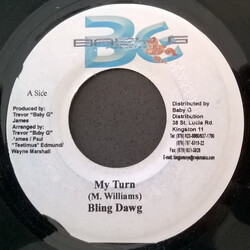 A Side
Produced by:
Trevor "Baby G"
James
Arranged by:
Trevor "Baby G"
James / Paul
"Teetimus" Edmund/
Wayne Marshall
Distributed by
Baby G
Distribution
38 St. Lucia Rd.
Kingston 11
My Turn
(M. Williams)
Bling Dawg